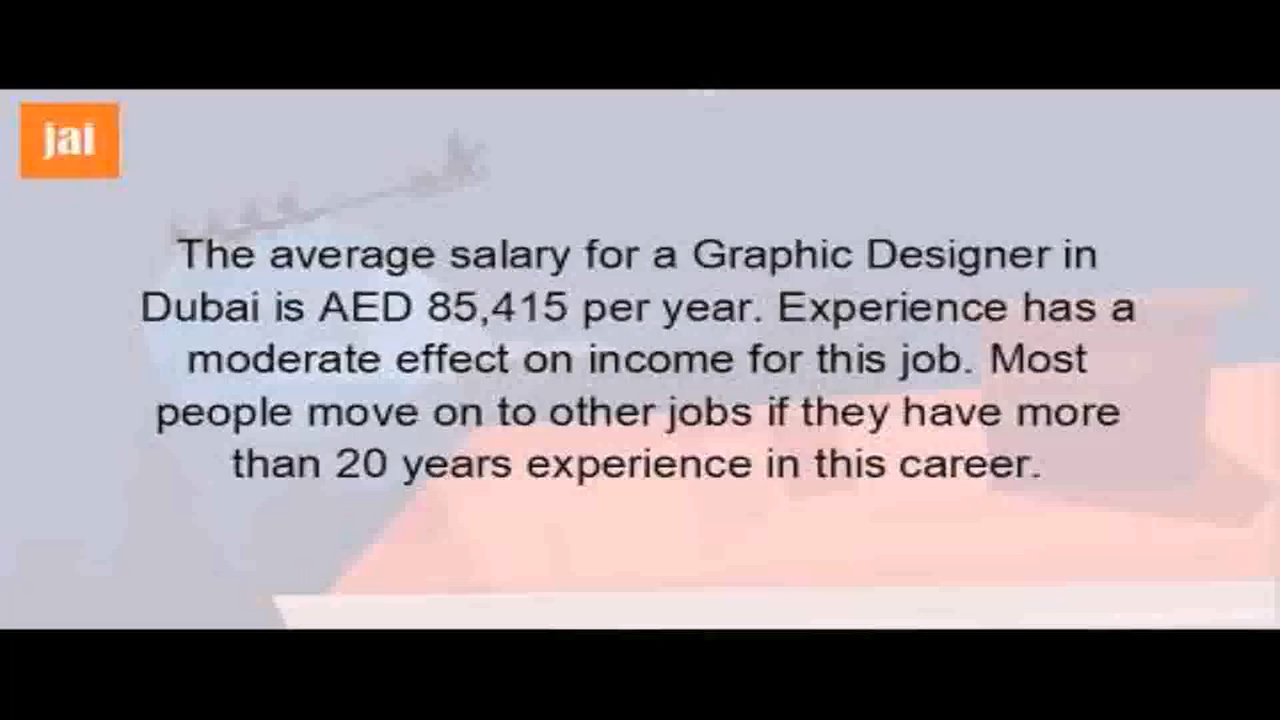 jai
The average salary for a Graphic Designer in
Dubai is AED 85,415 per year. Experience has a
moderate effect on income for this job. Most
people move on to other jobs if they have more
than 20 years experience in this career.